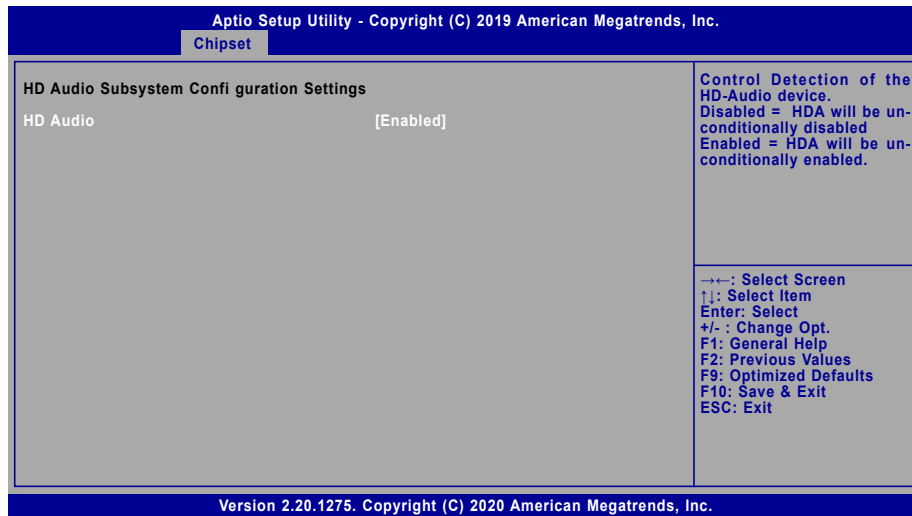 Aptio Setup Utility - Copyright (C) 2019 American Megatrends, Inc.
Chipset
HD Audio Subsystem Confi guration Settings
HD Audio [Enabled]
Control Detection of the
HD-Audio device.
Disabled = HDA will be un-
conditionally disabled
Enabled = HDA will be un-
conditionally enabled.
→←: Select Screen
↑↓: Select Item
Enter: Select
+/- : Change Opt.
F1: General Help
F2: Previous Values
F9: Optimized Defaults
F10: Save & Exit
ESC: Exit
Version 2.20.1275. Copyright (C) 2020 American Megatrends, Inc.